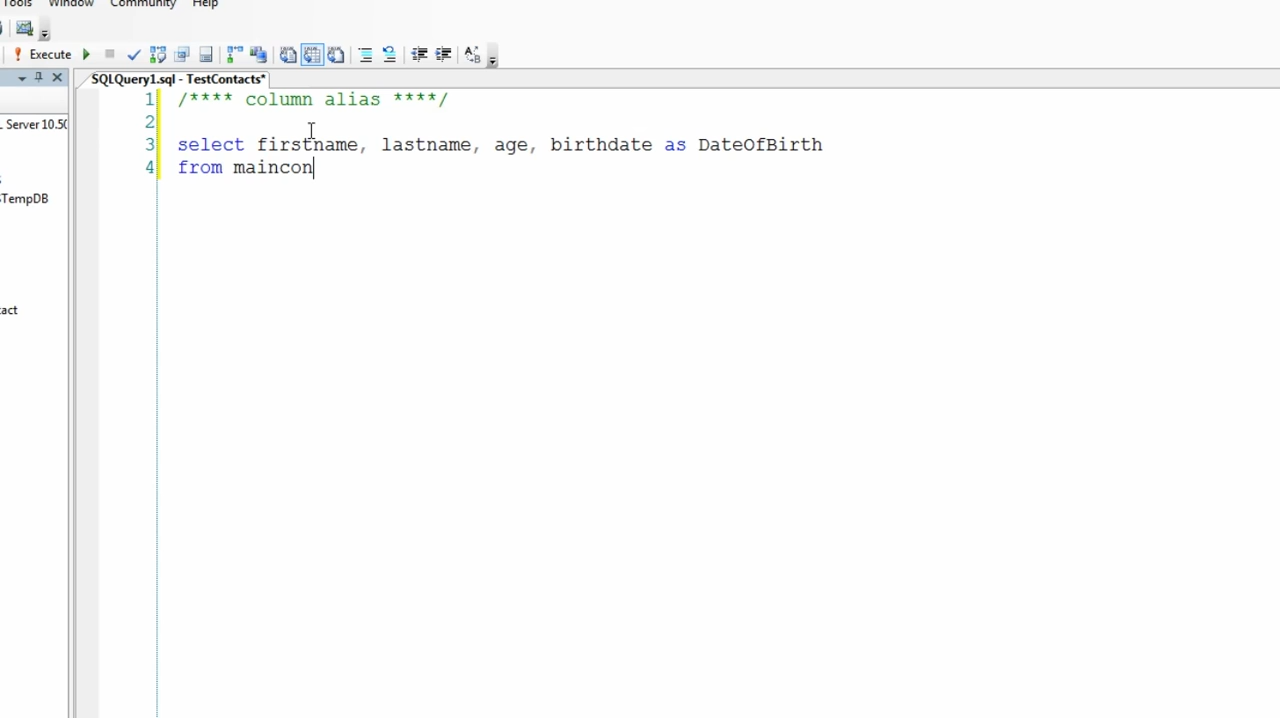 Tools Window Community Help
Execute
SQLQuery1.sql - TestContacts*
1 /**** column alias ****/
L Server 10.50
2
3 select firstname, lastname, age, birthdate as DateOfBirth
4 from maincon
TempDB
tact